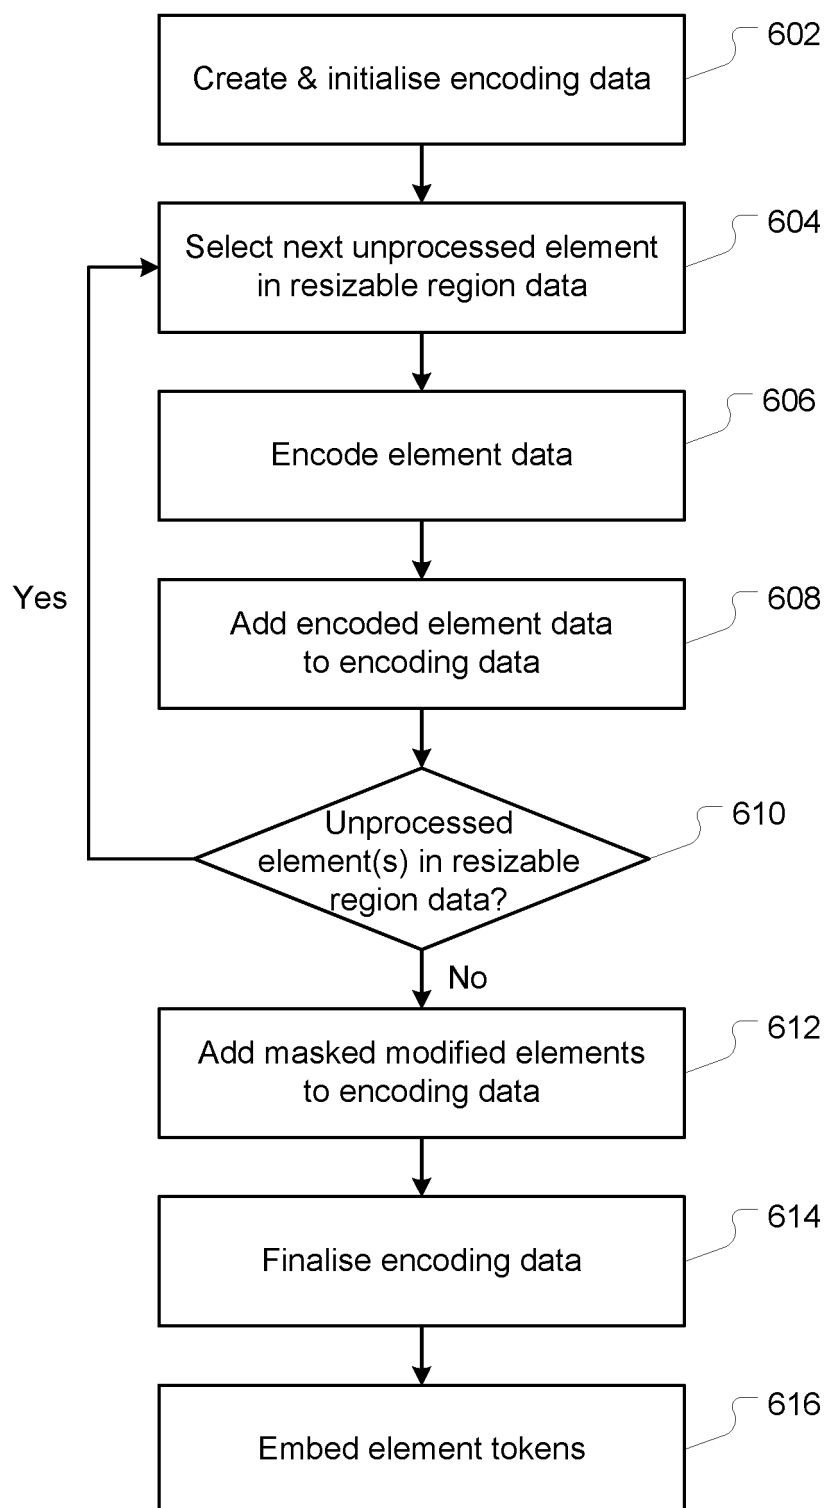 602
Create & initialise encoding data
604
Select next unprocessed element
in resizable region data
606
Encode element data
608
Add encoded element data
to encoding data
Yes
610
Unprocessed
element(s) in resizable
region data?
No
612
Add masked modified elements
to encoding data
614
Finalise encoding data
616
Embed element tokens